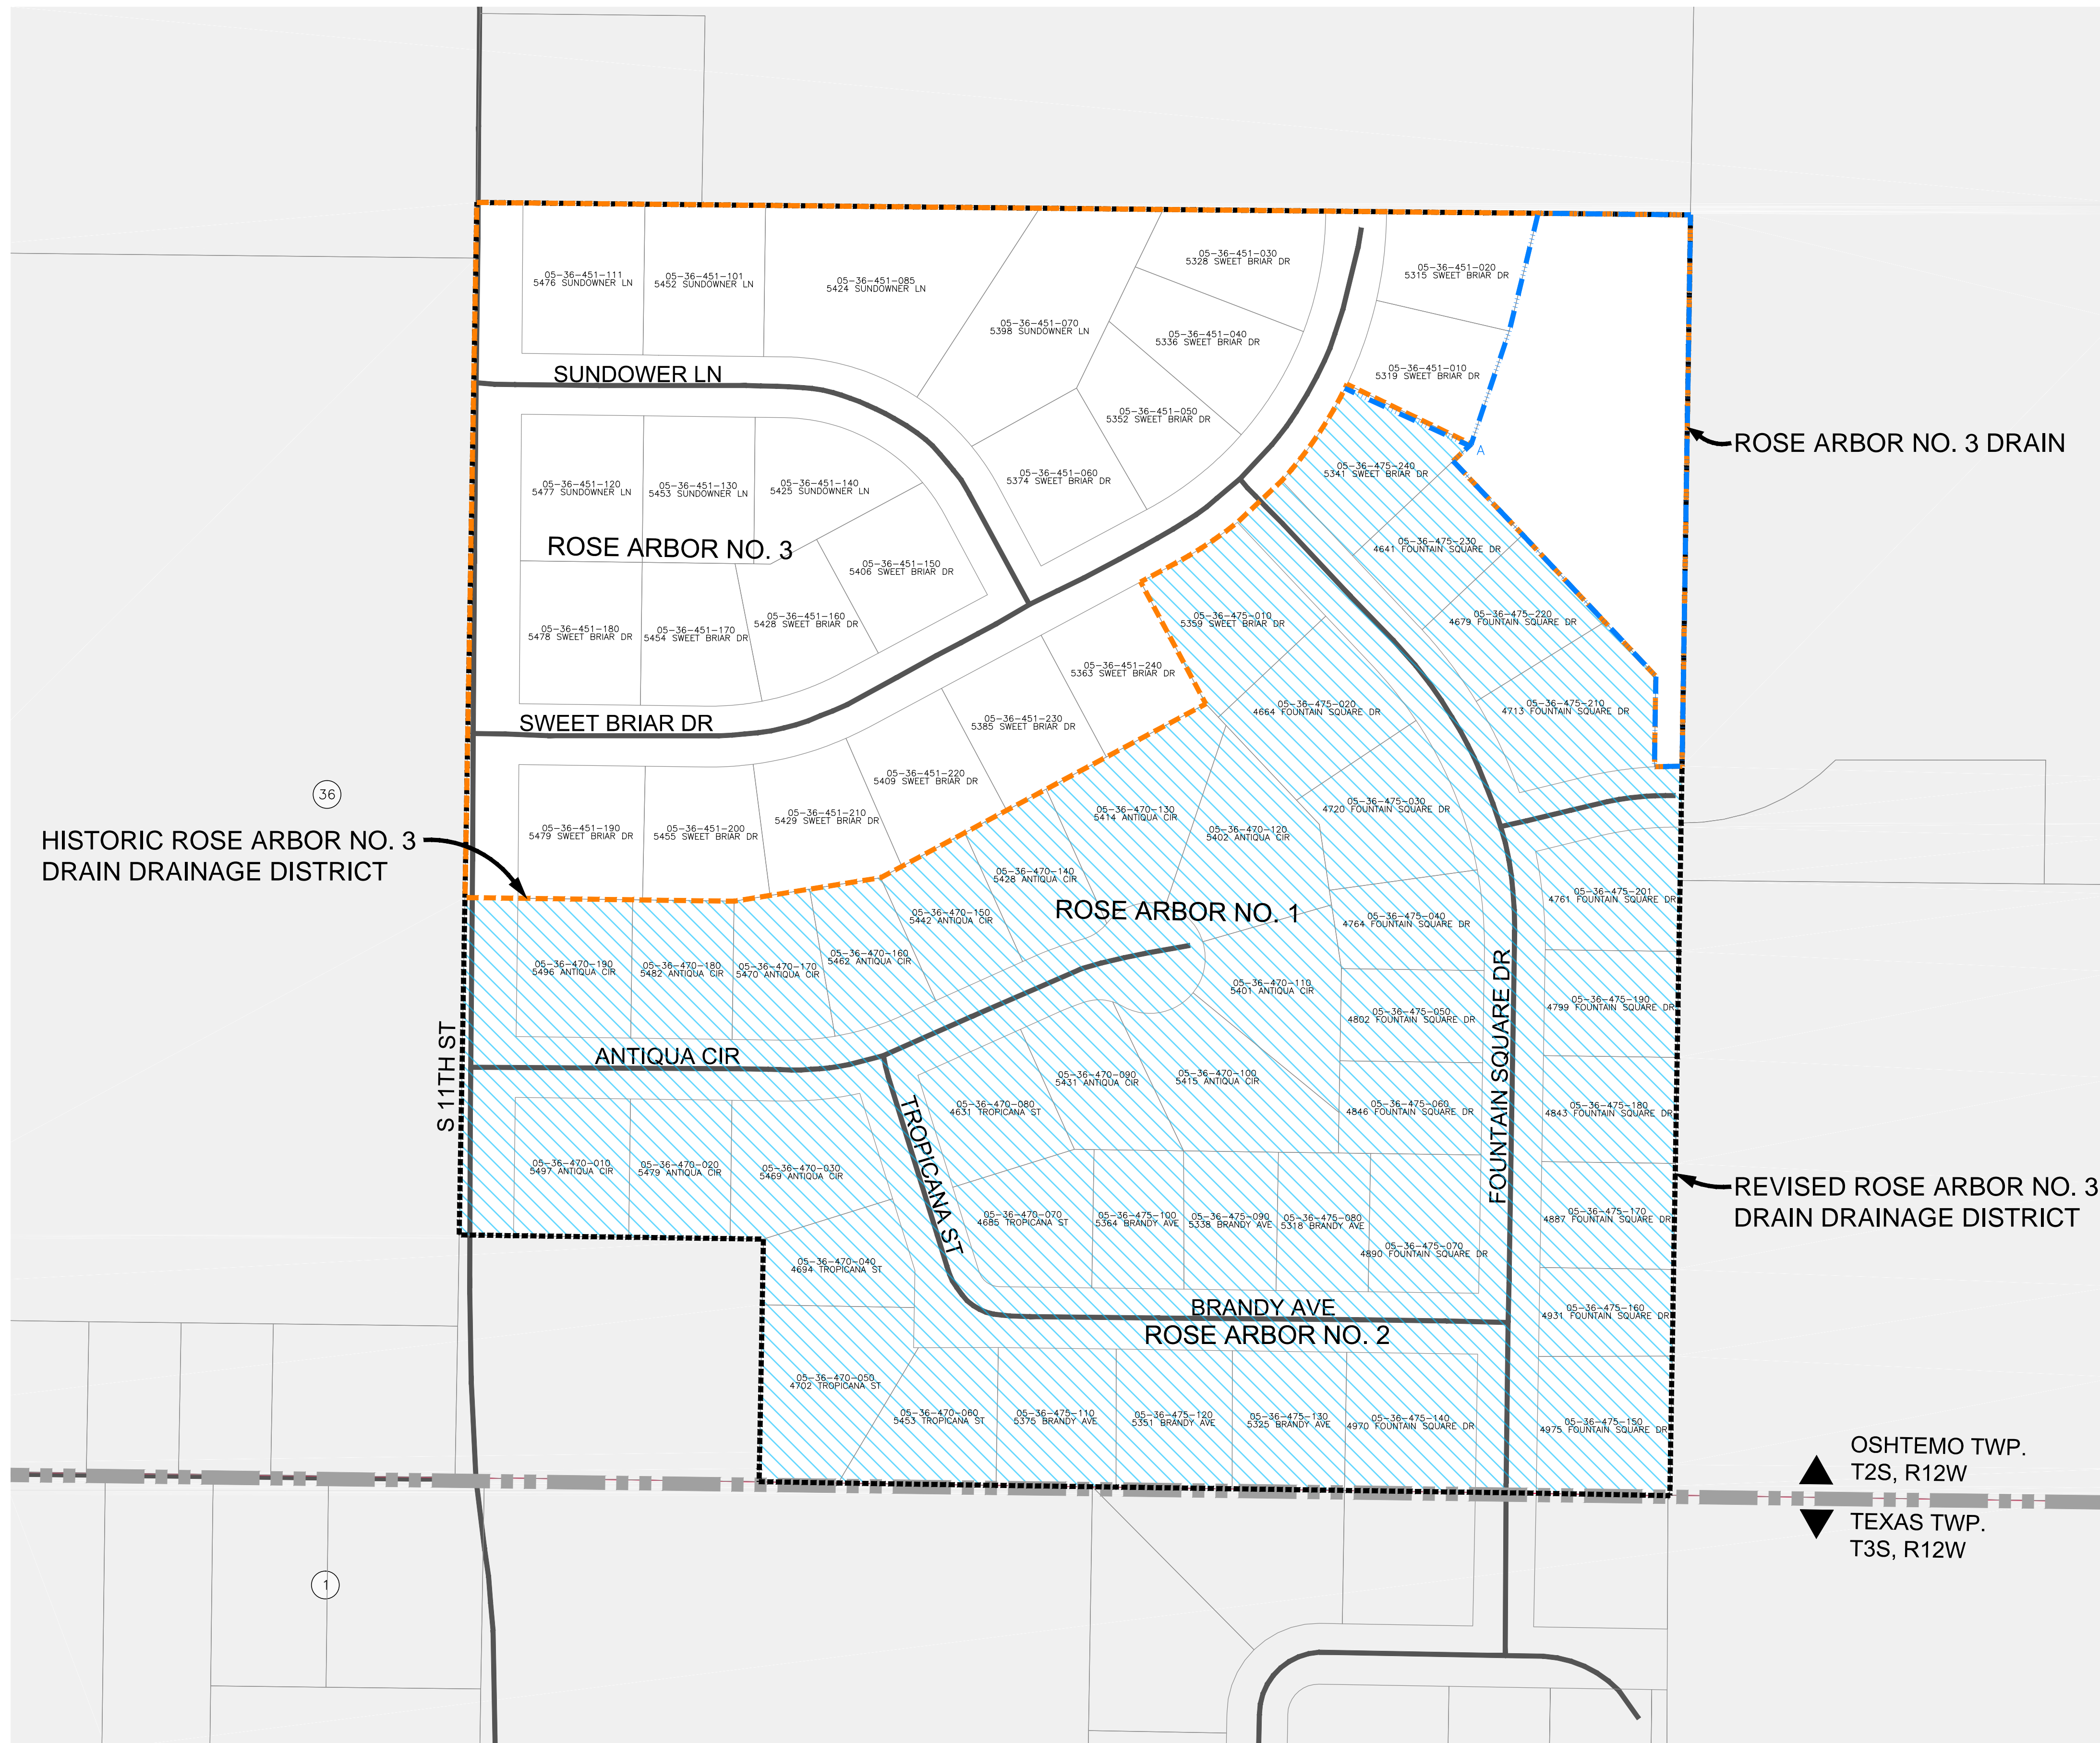 05-36-451-111
5476 SUNDOWNER LN
05-36-451-101
5452 SUNDOWNER LN
05-36-451-085
5424 SUNDOWNER LN
05-36-451-070
5398 SUNDOWNER LN
05-36-451-030
5328 SWEET BRIAR DR
05-36-451-020
5315 SWEET BRIAR DR
05-36-451-040
5336 SWEET BRIAR DR
05-36-451-010
5319 SWEET BRIAR DR
SUNDOWER LN
05-36-451-050
5352 SWEET BRIAR DR
ROSE ARBOR NO. 3 DRAIN
A
05-36-451-060
5374 SWEET BRIAR DR
05-36-475-240
5341 SWEET BRIAR DR
05-36-451-120
5477 SUNDOWNER LN
05-36-451-130
5453 SUNDOWNER LN
05-36-451-140
5425 SUNDOWNER LN
ROSE ARBOR NO. 3
05-36-475-230
4641 FOUNTAIN SQUARE DR
05-36-451-150
5406 SWEET BRIAR DR
05-36-451-180
5478 SWEET BRIAR DR
05-36-451-170
5454 SWEET BRIAR DR
05-36-451-160
5428 SWEET BRIAR DR
05-36-475-010
5359 SWEET BRIAR DR
05-36-475-220
4679 FOUNTAIN SQUARE DR
05-36-451-240
5363 SWEET BRIAR DR
05-36-475-020
4664 FOUNTAIN SQUARE DR
05-36-475-210
4713 FOUNTAIN SQUARE DR
SWEET BRIAR DR
05-36-451-230
5385 SWEET BRIAR DR
05-36-451-220
5409 SWEET BRIAR DR
36
HISTORIC ROSE ARBOR NO. 3
DRAIN DRAINAGE DISTRICT
05-36-451-190
5479 SWEET BRIAR DR
05-36-451-200
5455 SWEET BRIAR DR
05-36-451-210
5429 SWEET BRIAR DR
05-36-470-130
5414 ANTIQUA CIR
05-36-470-120
5402 ANTIQUA CIR
05-36-475-030
4720 FOUNTAIN SQUARE DR
05-36-470-140
5428 ANTIQUA CIR
05-36-475-201
4761 FOUNTAIN SQUARE DR
ROSE ARBOR NO. 1
05-36-470-150
5442 ANTIQUA CIR
05-36-475-040
4764 FOUNTAIN SQUARE DR
05-36-470-190
5496 ANTIQUA CIR
05-36-470-180
5482 ANTIQUA CIR
05-36-470-170
5470 ANTIQUA CIR
05-36-470-160
5462 ANTIQUA CIR
05-36-470-110
5401 ANTIQUA CIR
05-36-475-050
4802 FOUNTAIN SQUARE DR
FOUNTAIN SQUARE DR
05-36-475-190
4799 FOUNTAIN SQUARE DR
S 11TH ST
ANTIQUA CIR
05-36-470-090
5431 ANTIQUA CIR
05-36-470-100
5415 ANTIQUA CIR
05-36-470-080
4631 TROPICANA ST
05-36-475-060
4846 FOUNTAIN SQUARE DR
05-36-475-180
4843 FOUNTAIN SQUARE DR
TROPICANA ST
05-36-470-010
5497 ANTIQUA CIR
05-36-470-020
5479 ANTIQUA CIR
05-36-470-030
5469 ANTIQUA CIR
REVISED ROSE ARBOR NO. 3
DRAIN DRAINAGE DISTRICT
05-36-470-070
4685 TROPICANA ST
05-36-475-100
5364 BRANDY AVE
05-36-475-090
5338 BRANDY AVE
05-36-475-080
5318 BRANDY AVE
05-36-475-070
4890 FOUNTAIN SQUARE DR
05-36-475-170
4887 FOUNTAIN SQUARE DR
05-36-470-040
4694 TROPICANA ST
BRANDY AVE
ROSE ARBOR NO. 2
05-36-475-160
4931 FOUNTAIN SQUARE DR
05-36-470-050
4702 TROPICANA ST
05-36-470-060
5453 TROPICANA ST
05-36-475-110
5375 BRANDY AVE
05-36-475-120
5351 BRANDY AVE
05-36-475-130
5325 BRANDY AVE
05-36-475-140
4970 FOUNTAIN SQUARE DR
05-36-475-150
4975 FOUNTAIN SQUARE DR
OSHTEMO TWP.
T2S, R12W
TEXAS TWP.
T3S, R12W
1